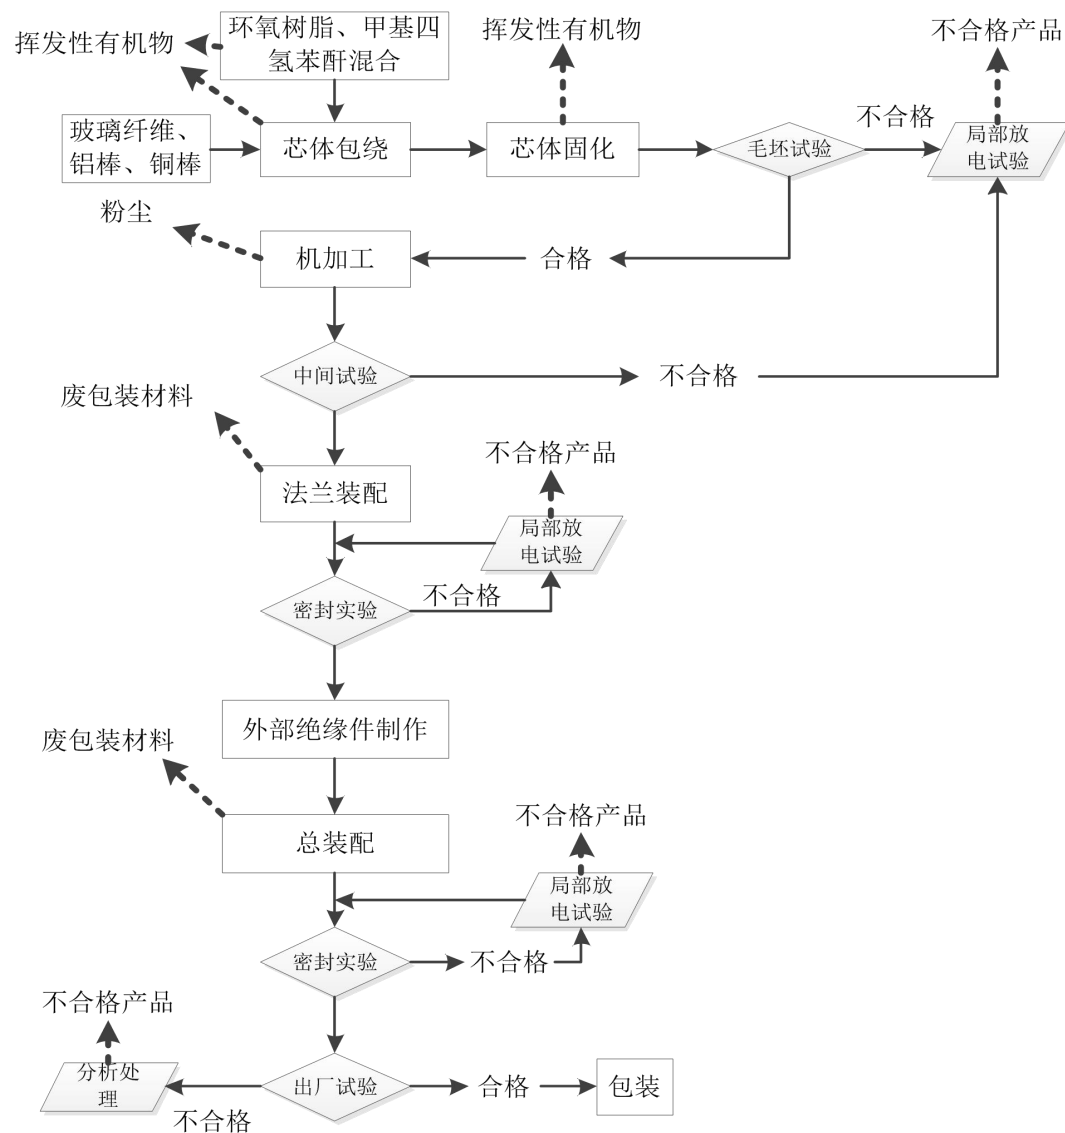 挥发性有机物
环氧树脂、甲基四
氢苯酐混合
挥发性有机物
不合格产品
玻璃纤维、
铝棒、铜棒
芯体包绕
芯体固化
毛坯试验
不合格
局部放
电试验
粉尘
机加工
合格
中间试验
不合格
废包装材料
法兰装配
不合格产品
局部放
电试验
密封实验
不合格
外部绝缘件制作
废包装材料
总装配
不合格产品
局部放
电试验
密封实验
不合格
不合格产品
分析处
理
不合格
出厂试验
合格
包装